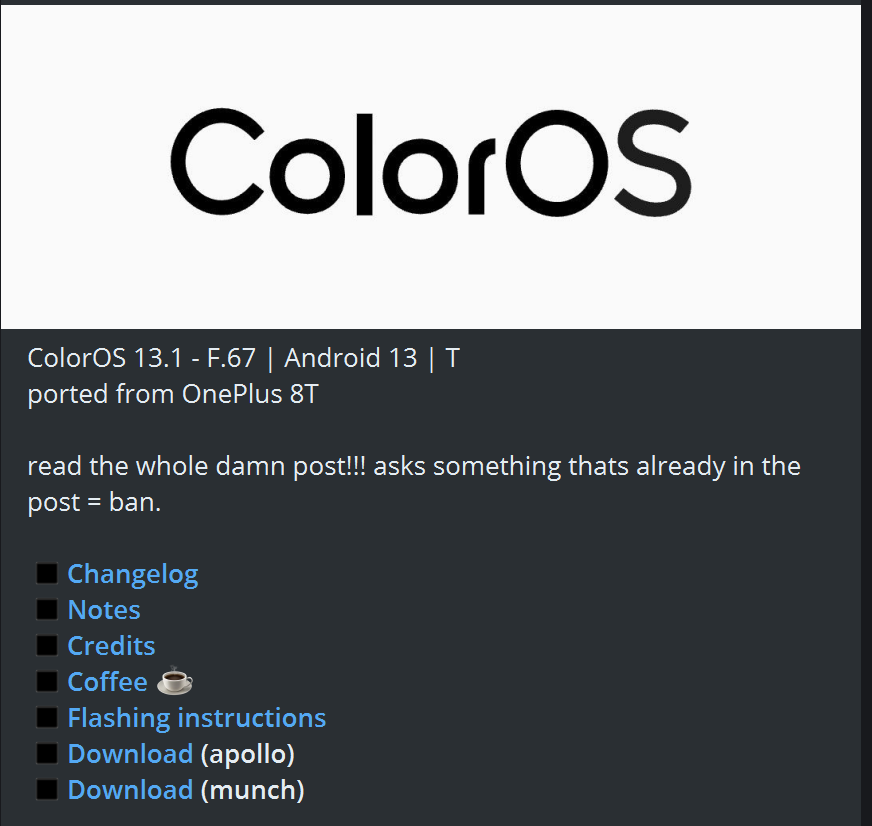 ColorOS
ColorOS 13.1 - F.67 | Android 13 | T
ported from OnePlus 8T
read the whole damn post!!! asks something thats already in the
post = ban.
Changelog
Notes
Credits
Coffee ☕
Flashing instructions
Download (apollo)
Download (munch)